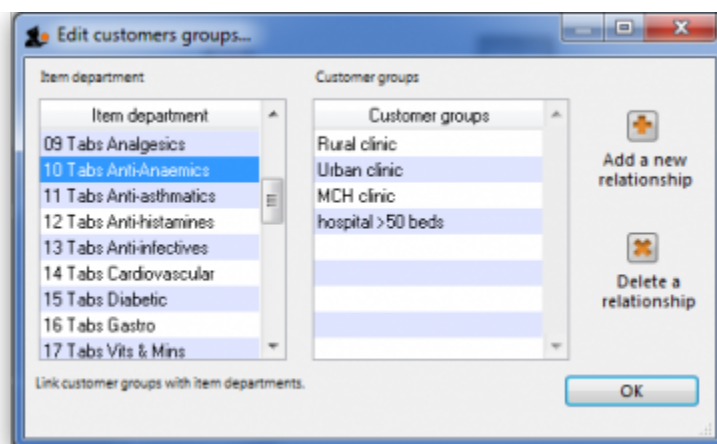 Edit customers groups...
Item department
Customer groups
Item department
09 Tabs Analgesics
10 Tabs Anti-Anaemics
11 Tabs Anti-asthmatics
12 Tabs Anti-histamines
13 Tabs Anti-infectives
14 Tabs Cardiovascular
15 Tabs Diabetic
16 Tabs Gastro
17 Tabs Vits & Mins
Customer groups
Rural clinic
Urban clinic
MCH clinic
hospital >50 beds
Add a new
relationship
Delete a
relationship
Link customer groups with item departments.
OK